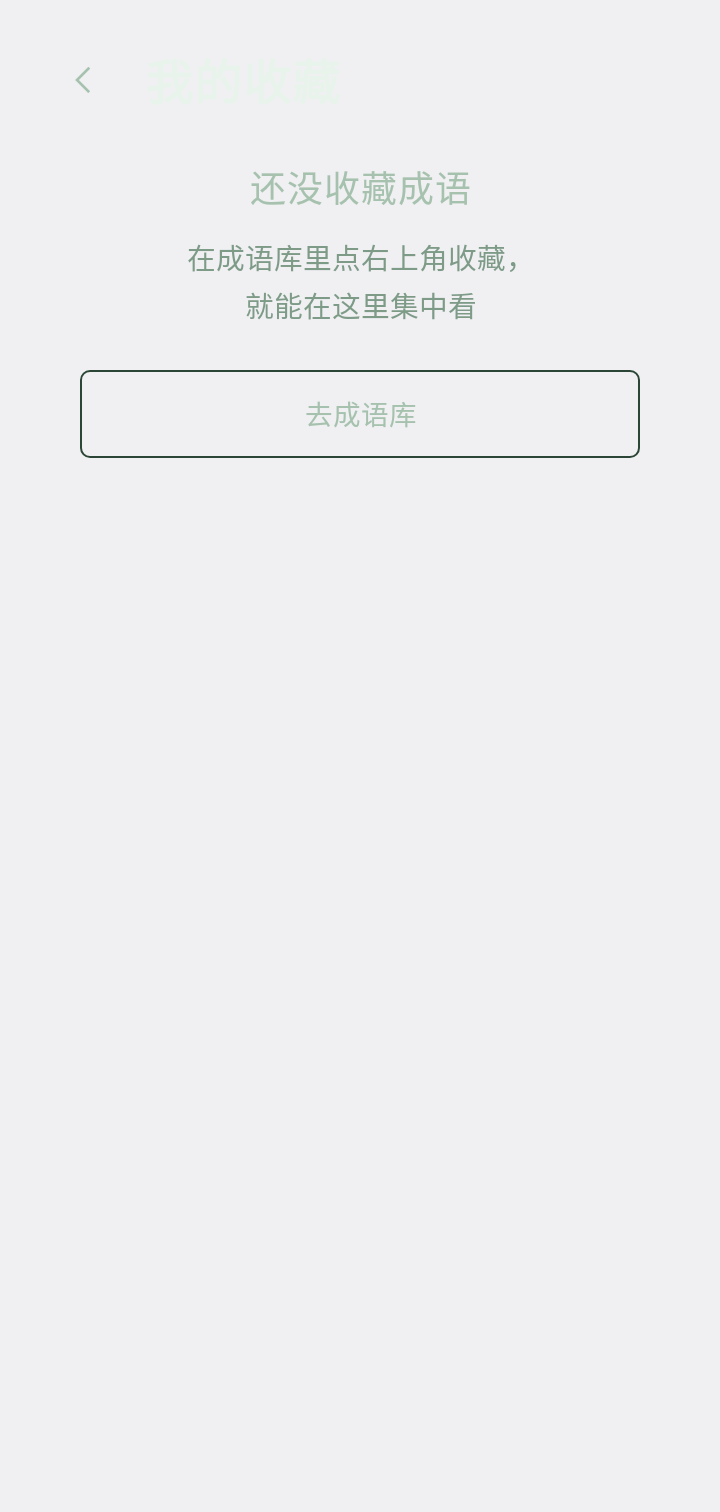 我的收藏
还没收藏成语
在成语库里点右上角收藏，
就能在这里集中看
去成语库